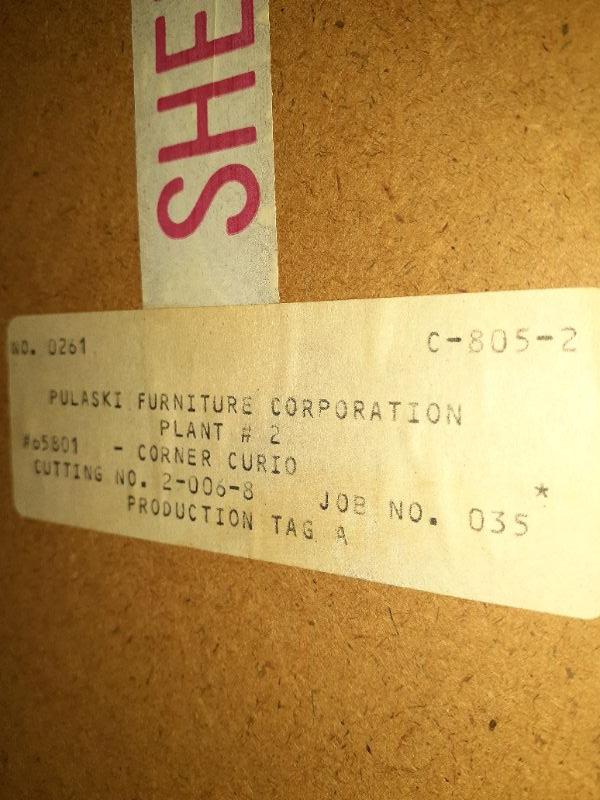 SHE
NO. 0261 C-805-2
PULASKI FURNITURE CORPORATION
PLANT # 2
#65801 - CORNER CURIO
CUTTING NO. 2-006-8 JOB NO. 035 *
PRODUCTION TAG A